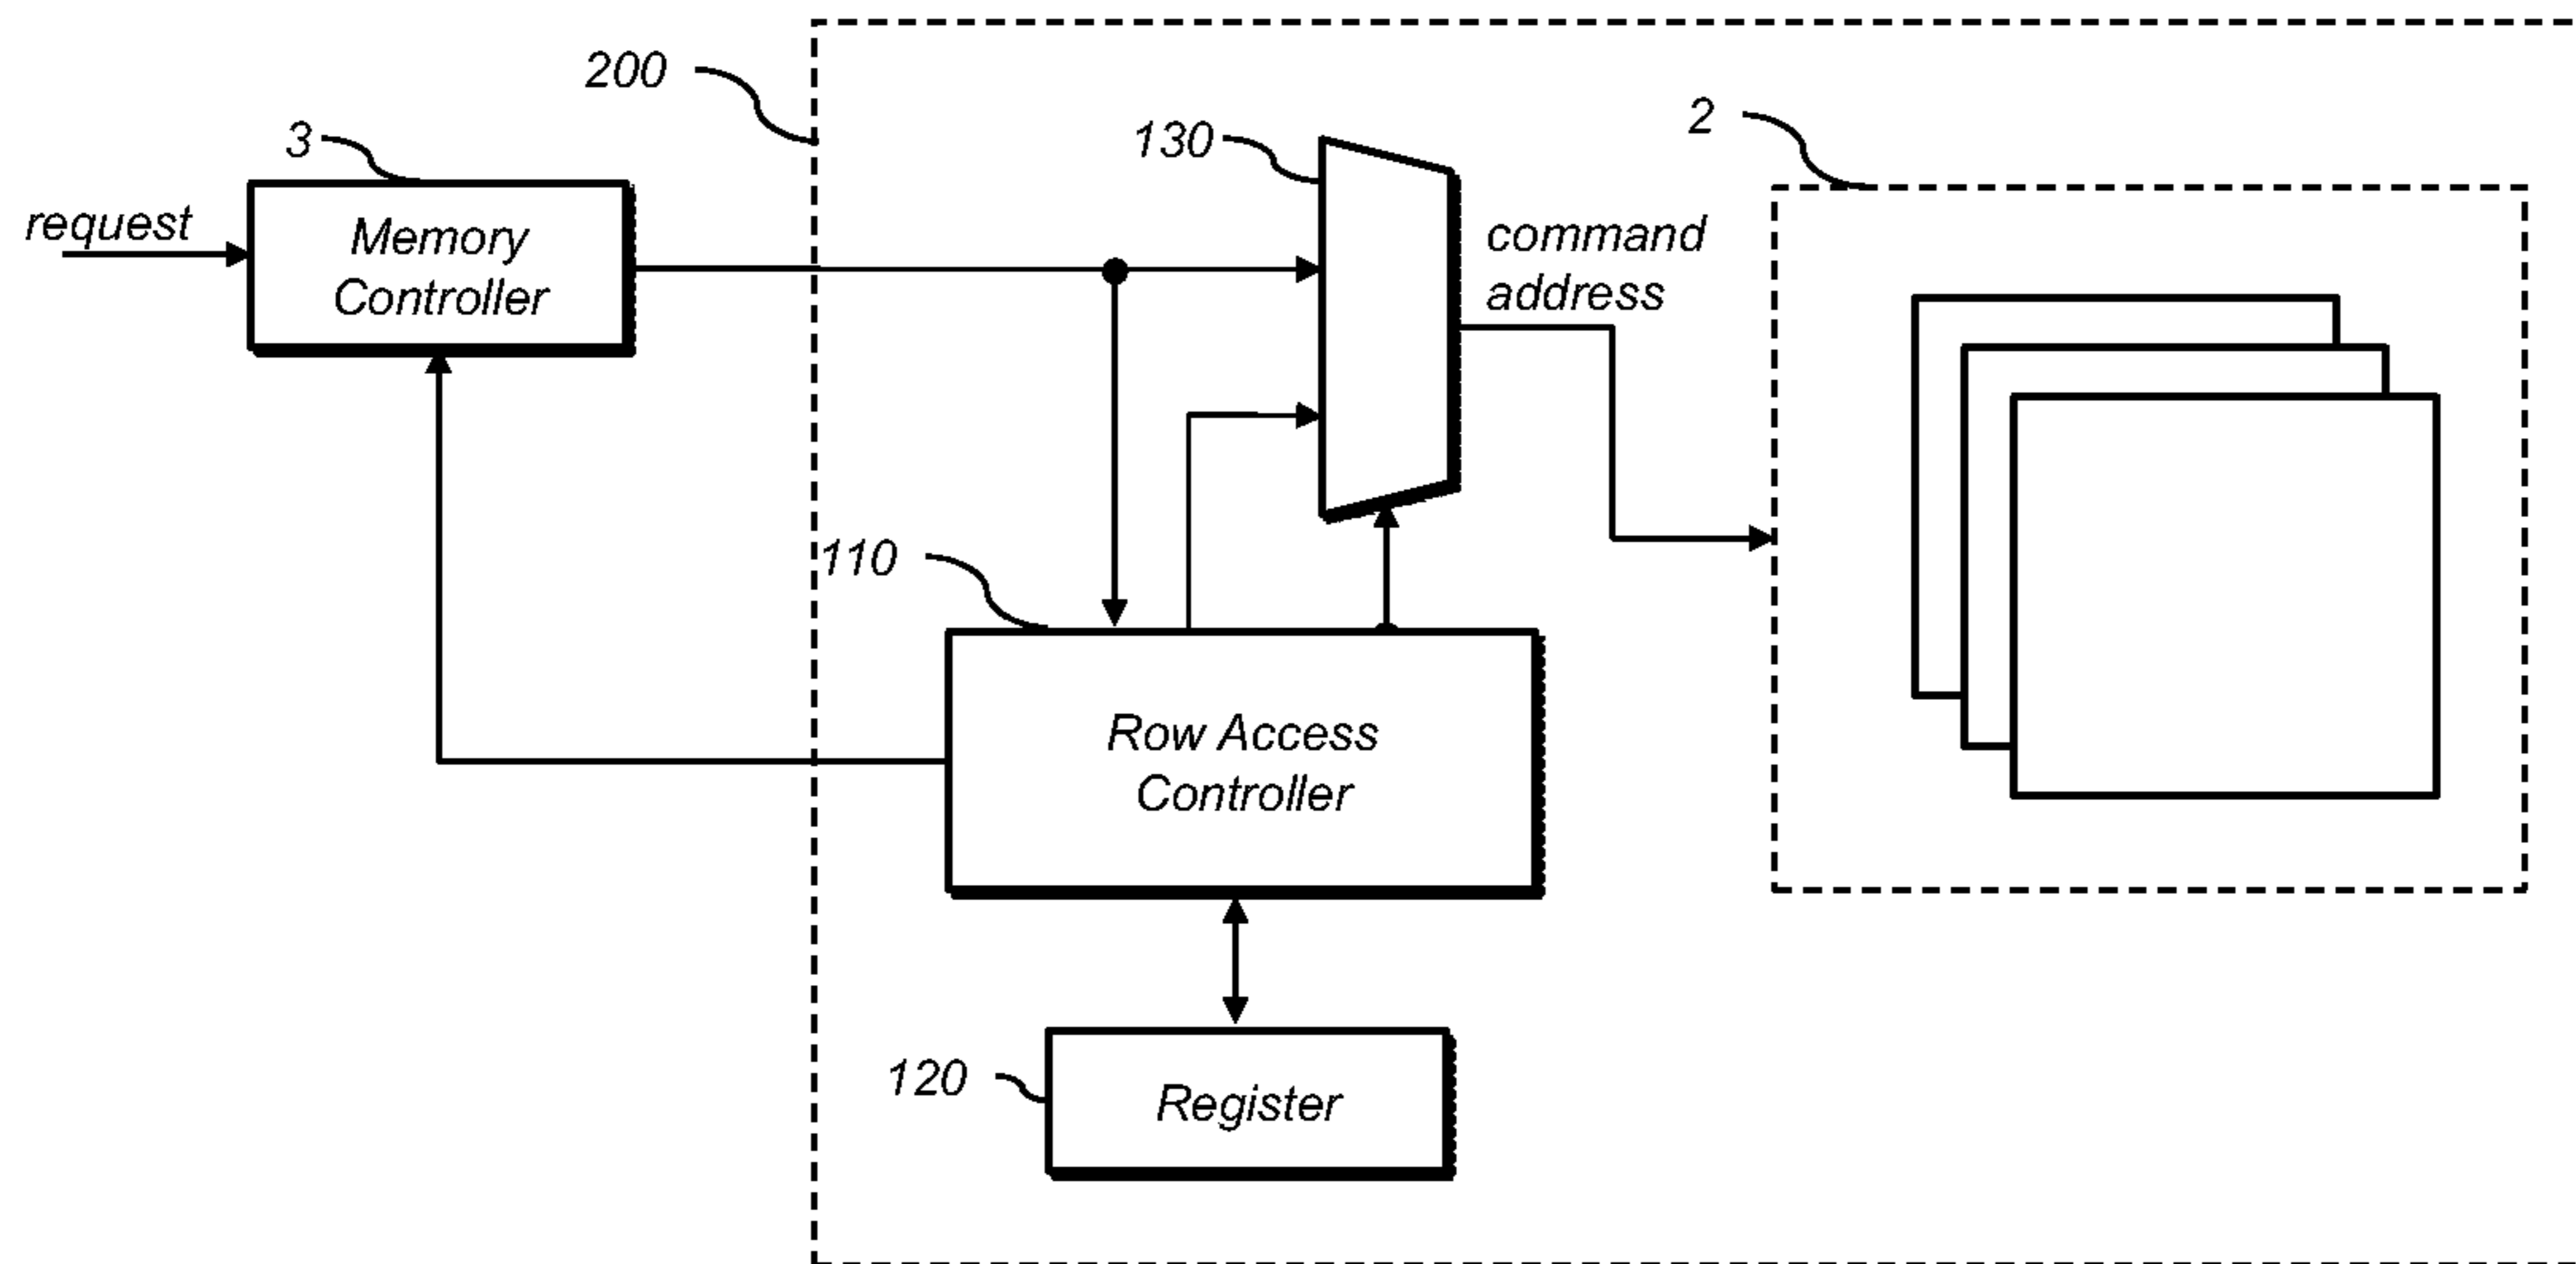 200
2
3
130
request
Memory
Controller
command
address
110
Row Access
Controller
120
Register